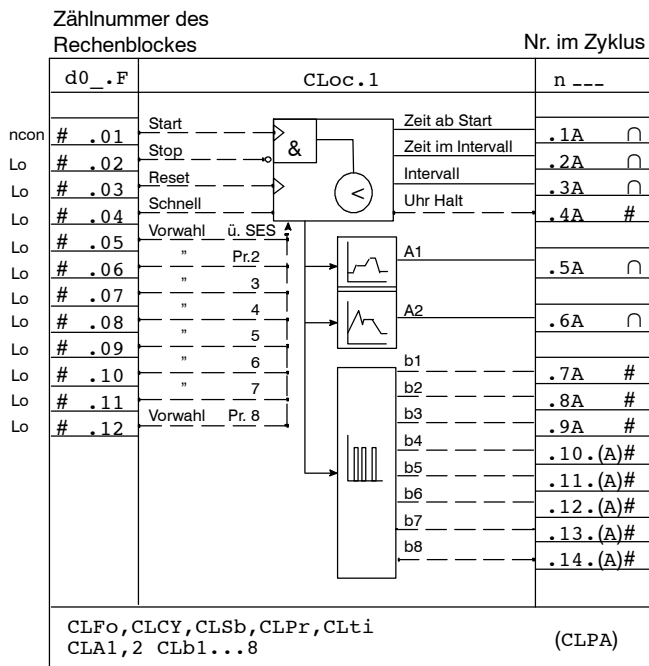 Zählnummer des
Rechenblockes
Nr. im Zyklus
d0_.F CLoc.1 n ___
ncon # .01 Start Zeit ab Start .1A ∩
Lo # .02 Stop Zeit im Intervall .2A ∩
Lo # .03 Reset Intervall .3A ∩
Lo # .04 Schnell Uhr Halt .4A #
&
<
Lo # .05 Vorwahl ü. SES
Lo # .06 " Pr.2 A1 .5A ∩
Lo # .07 " 3
Lo # .08 " 4 A2 .6A ∩
Lo # .09 " 5
Lo # .10 " 6 b1 .7A #
Lo # .11 " 7 b2 .8A #
Lo # .12 Vorwahl Pr. 8 b3 .9A #
b4 .10.(A)#
b5 .11.(A)#
b6 .12.(A)#
b7 .13.(A)#
b8 .14.(A)#
CLFo,CLCY,CLSb,CLPr,CLti
CLA1,2 CLb1...8 (CLPA)